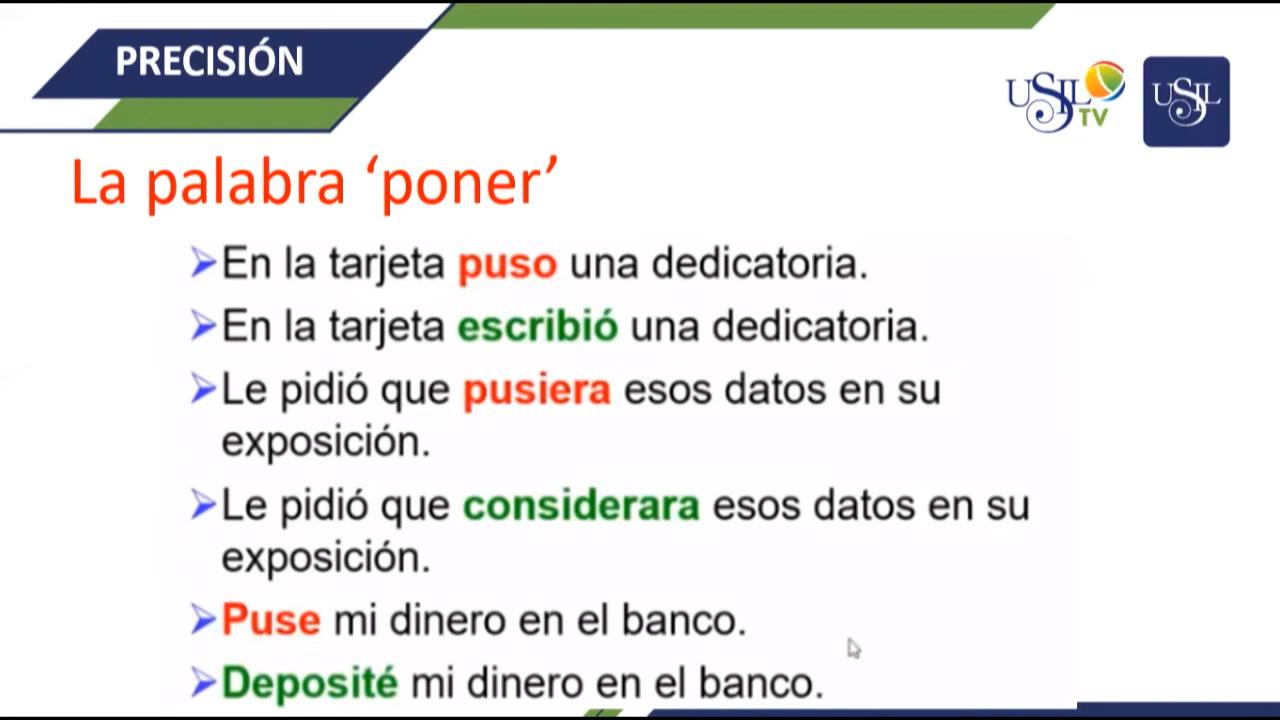 PRECISIÓN
USIL TV
USIL
La palabra ‘poner’
En la tarjeta puso una dedicatoria.
En la tarjeta escribió una dedicatoria.
Le pidió que pusiera esos datos en su
exposición.
Le pidió que considerara esos datos en su
exposición.
Puse mi dinero en el banco.
Deposité mi dinero en el banco.